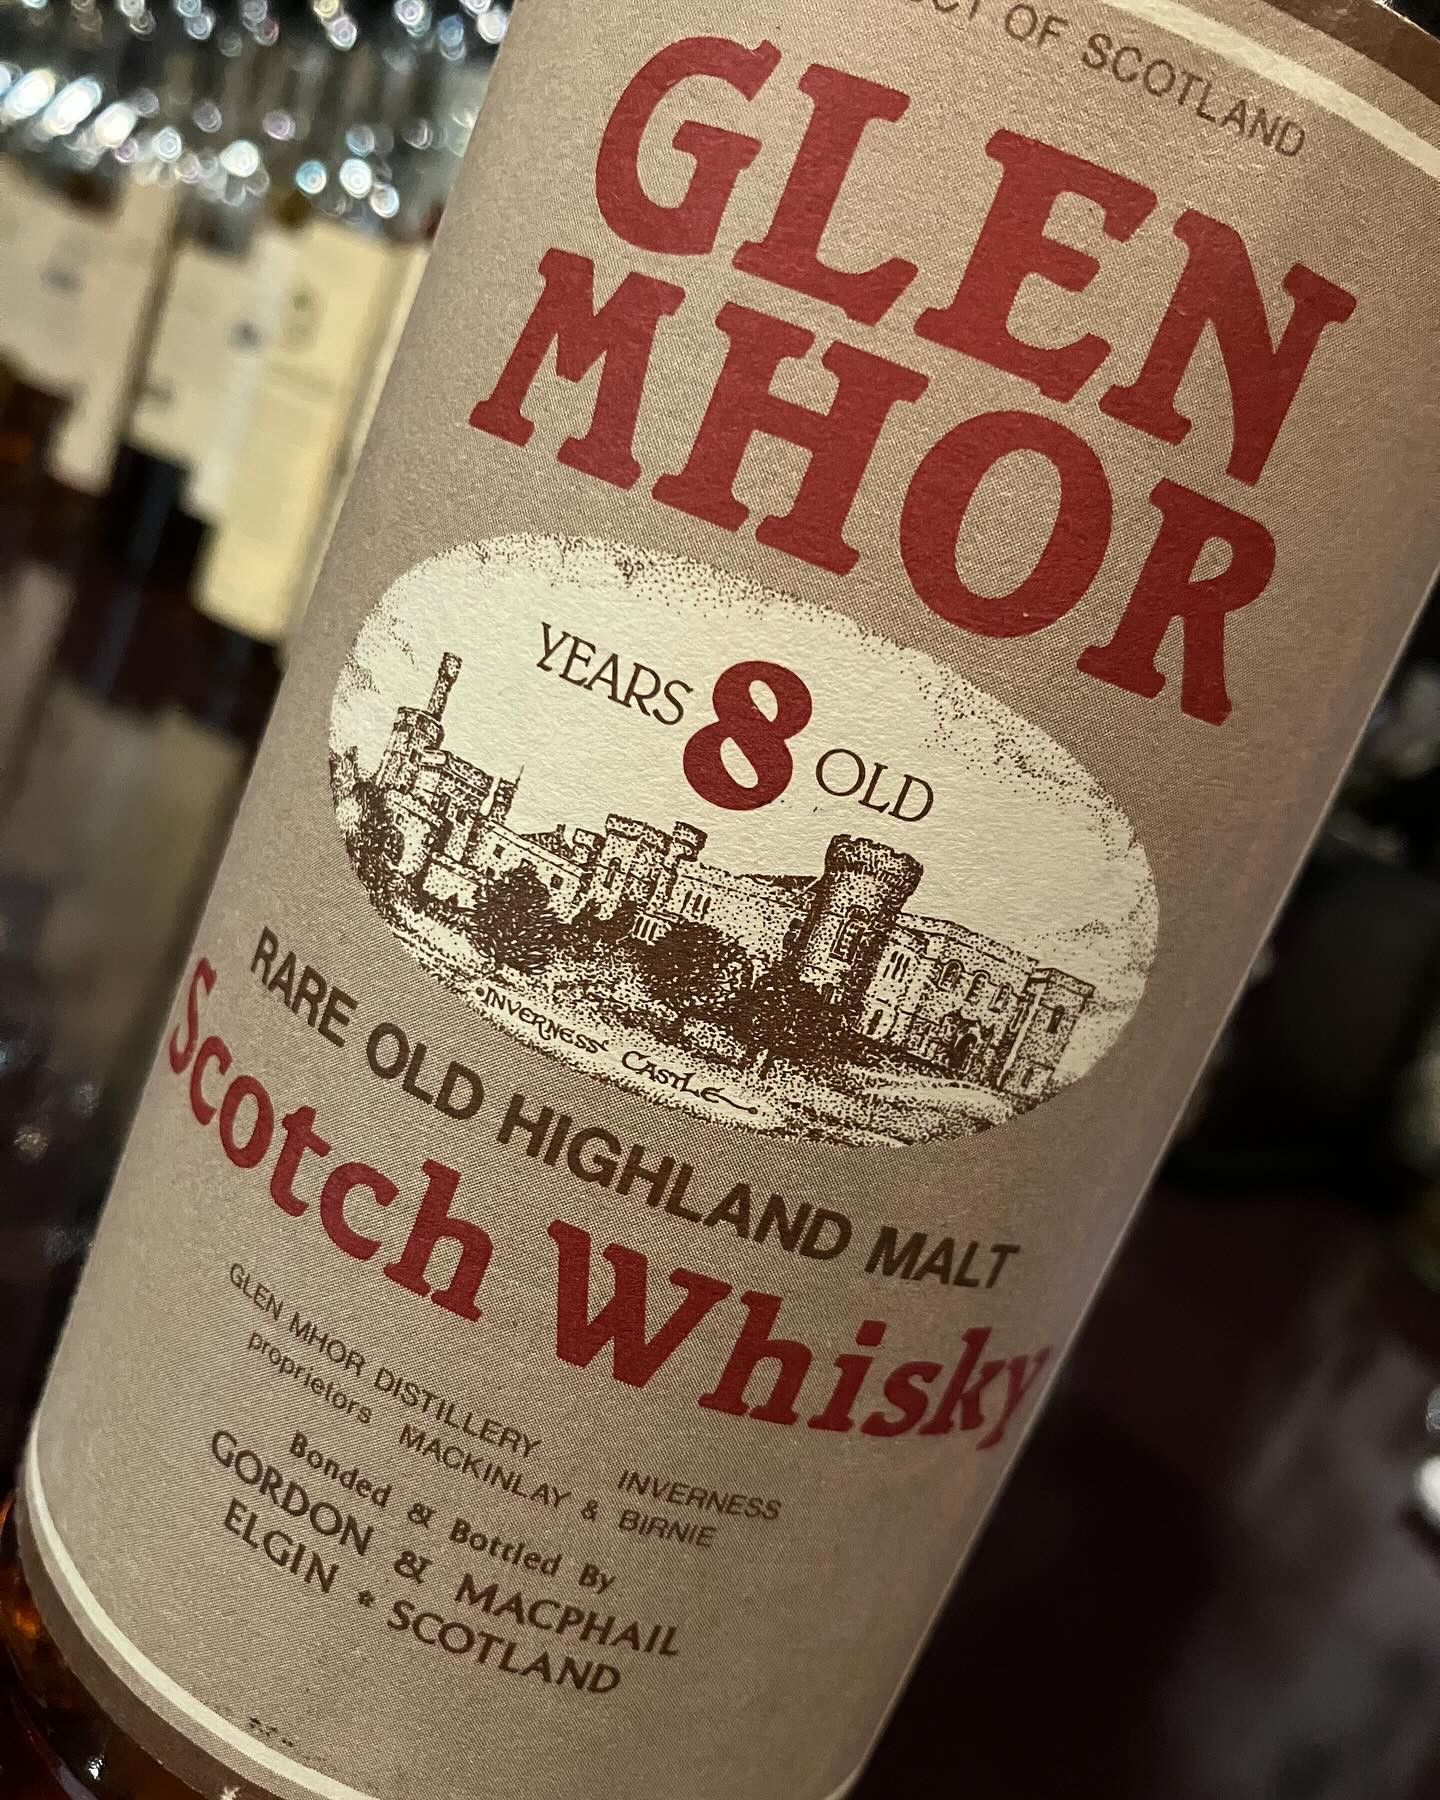 OF SCOTLAND
GLEN
MHOR
YEARS 8 OLD
INVERNESS CASTLE
RARE OLD HIGHLAND MALT
Scotch Whisky
GLEN MHOR DISTILLERY INVERNESS
proprietors MACKINLAY & BIRNIE
Bonded & Bottled By
GORDON & MACPHAIL
ELGIN * SCOTLAND